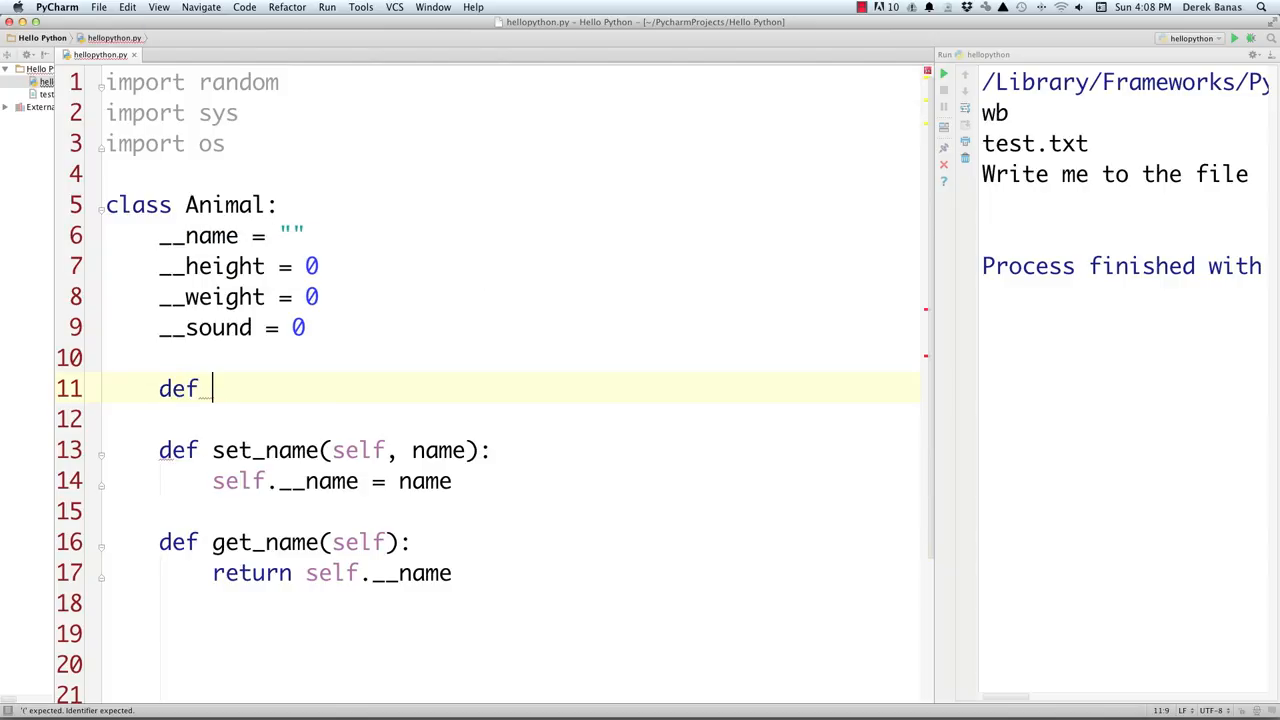 PyCharm File Edit View Navigate Code Refactor Run Tools VCS Window Help 10 Sun 4:08 PM Derek Banas
hellopython.py – Hello Python – [~/PycharmProjects/Hello Python]
Hello Python hellopython.py hellopython
hellopython.py Run hellopython
Hello P
hell
test
Externa
1 import random
2 import sys
3 import os
4
5 class Animal:
6 __name = ""
7 __height = 0
8 __weight = 0
9 __sound = 0
10
11 def
12
13 def set_name(self, name):
14 self.__name = name
15
16 def get_name(self):
17 return self.__name
18
19
20
21
/Library/Frameworks/Py
wb
test.txt
Write me to the file
Process finished with
'(' expected. Identifier expected. 11:9 LF UTF-8